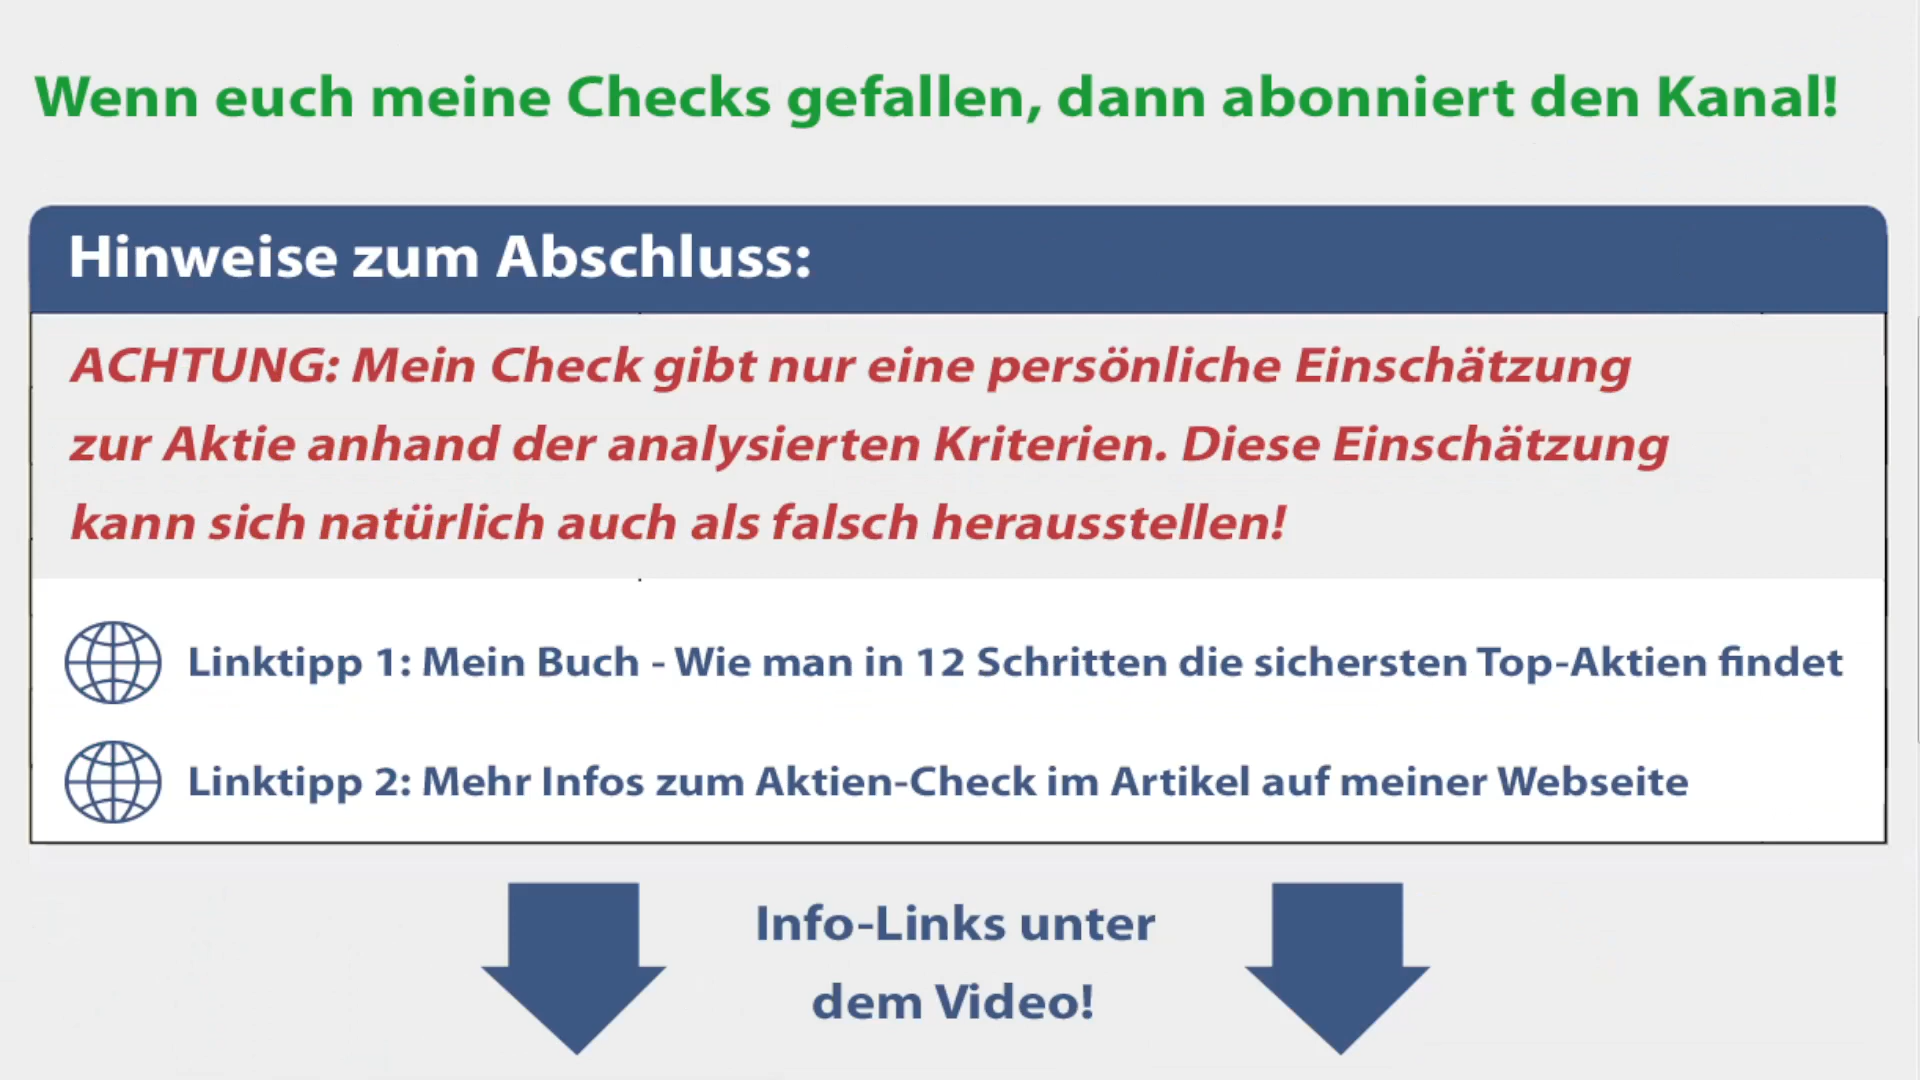 Wenn euch meine Checks gefallen, dann abonniert den Kanal!
Hinweise zum Abschluss:
ACHTUNG: Mein Check gibt nur eine persönliche Einschätzung
zur Aktie anhand der analysierten Kriterien. Diese Einschätzung
kann sich natürlich auch als falsch herausstellen!
Linktipp 1: Mein Buch - Wie man in 12 Schritten die sichersten Top-Aktien findet
Linktipp 2: Mehr Infos zum Aktien-Check im Artikel auf meiner Webseite
Info-Links unter
dem Video!